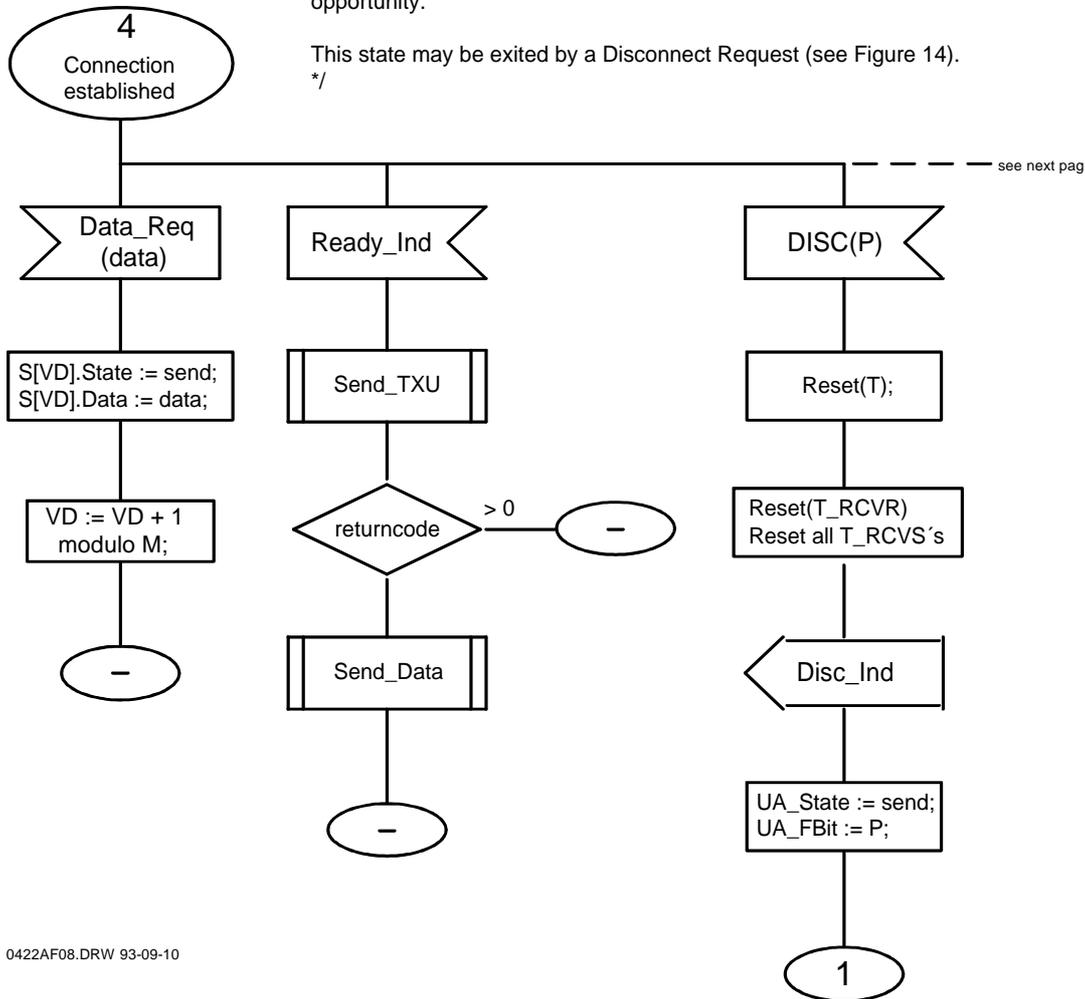 opportunity.
This state may be exited by a Disconnect Request (see Figure 14).
*/
4
Connection
established
see next pag
Data_Req
(data)
Ready_Ind
DISC(P)
S[VD].State := send;
S[VD].Data := data;
Send_TXU
Reset(T);
VD := VD + 1
modulo M;
returncode
> 0
–
Reset(T_RCVR)
Reset all T_RCVS´s
–
Send_Data
Disc_Ind
–
UA_State := send;
UA_FBit := P;
0422AF08.DRW 93-09-10
1